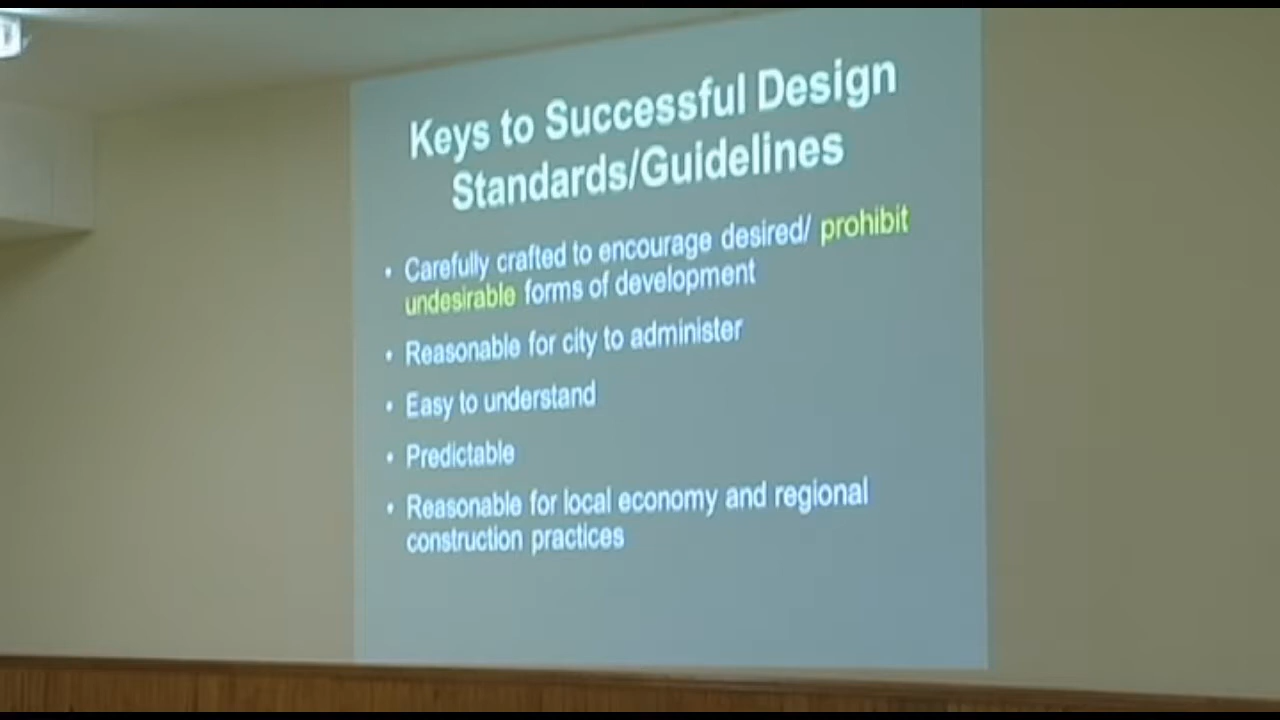 Keys to Successful Design
Standards/Guidelines
• Carefully crafted to encourage desired/ prohibit
undesirable forms of development
• Reasonable for city to administer
• Easy to understand
• Predictable
• Reasonable for local economy and regional
construction practices